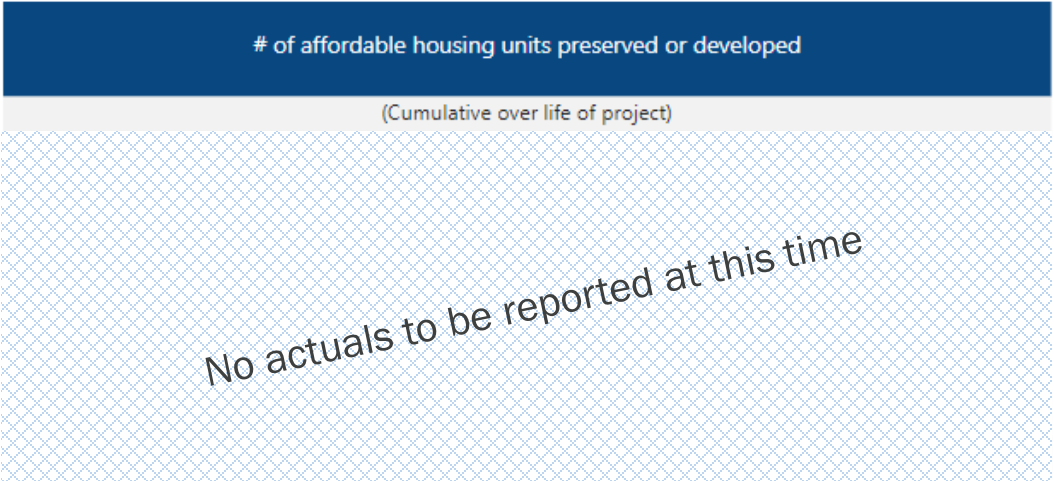 # of affordable housing units preserved or developed
(Cumulative over life of project)
No actuals to be reported at this time